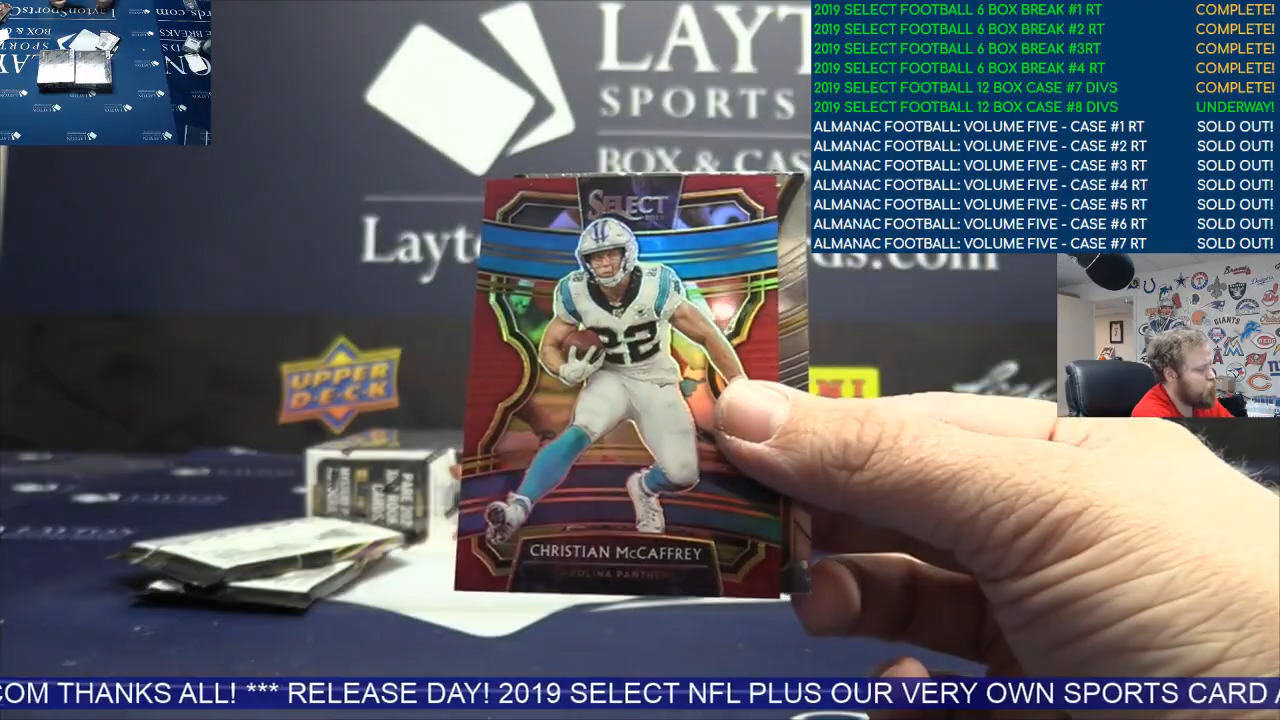 2019 SELECT FOOTBALL 6 BOX BREAK #1 RT COMPLETE!
2019 SELECT FOOTBALL 6 BOX BREAK #2 RT COMPLETE!
2019 SELECT FOOTBALL 6 BOX BREAK #3RT COMPLETE!
2019 SELECT FOOTBALL 6 BOX BREAK #4 RT COMPLETE!
2019 SELECT FOOTBALL 12 BOX CASE #7 DIVS COMPLETE!
2019 SELECT FOOTBALL 12 BOX CASE #8 DIVS UNDERWAY!
ALMANAC FOOTBALL: VOLUME FIVE - CASE #1 RT SOLD OUT!
ALMANAC FOOTBALL: VOLUME FIVE - CASE #2 RT SOLD OUT!
ALMANAC FOOTBALL: VOLUME FIVE - CASE #3 RT SOLD OUT!
ALMANAC FOOTBALL: VOLUME FIVE - CASE #4 RT SOLD OUT!
ALMANAC FOOTBALL: VOLUME FIVE - CASE #5 RT SOLD OUT!
ALMANAC FOOTBALL: VOLUME FIVE - CASE #6 RT SOLD OUT!
ALMANAC FOOTBALL: VOLUME FIVE - CASE #7 RT SOLD OUT!
LAYT
SPORTS
BOX & CAS
Layto
ds.com
SELECT
22
CHRISTIAN McCAFFREY
CAROLINA PANTHERS
UPPER
DECK
GIANTS
Braves
REDS
COM THANKS ALL! *** RELEASE DAY! 2019 SELECT NFL PLUS OUR VERY OWN SPORTS CARD A